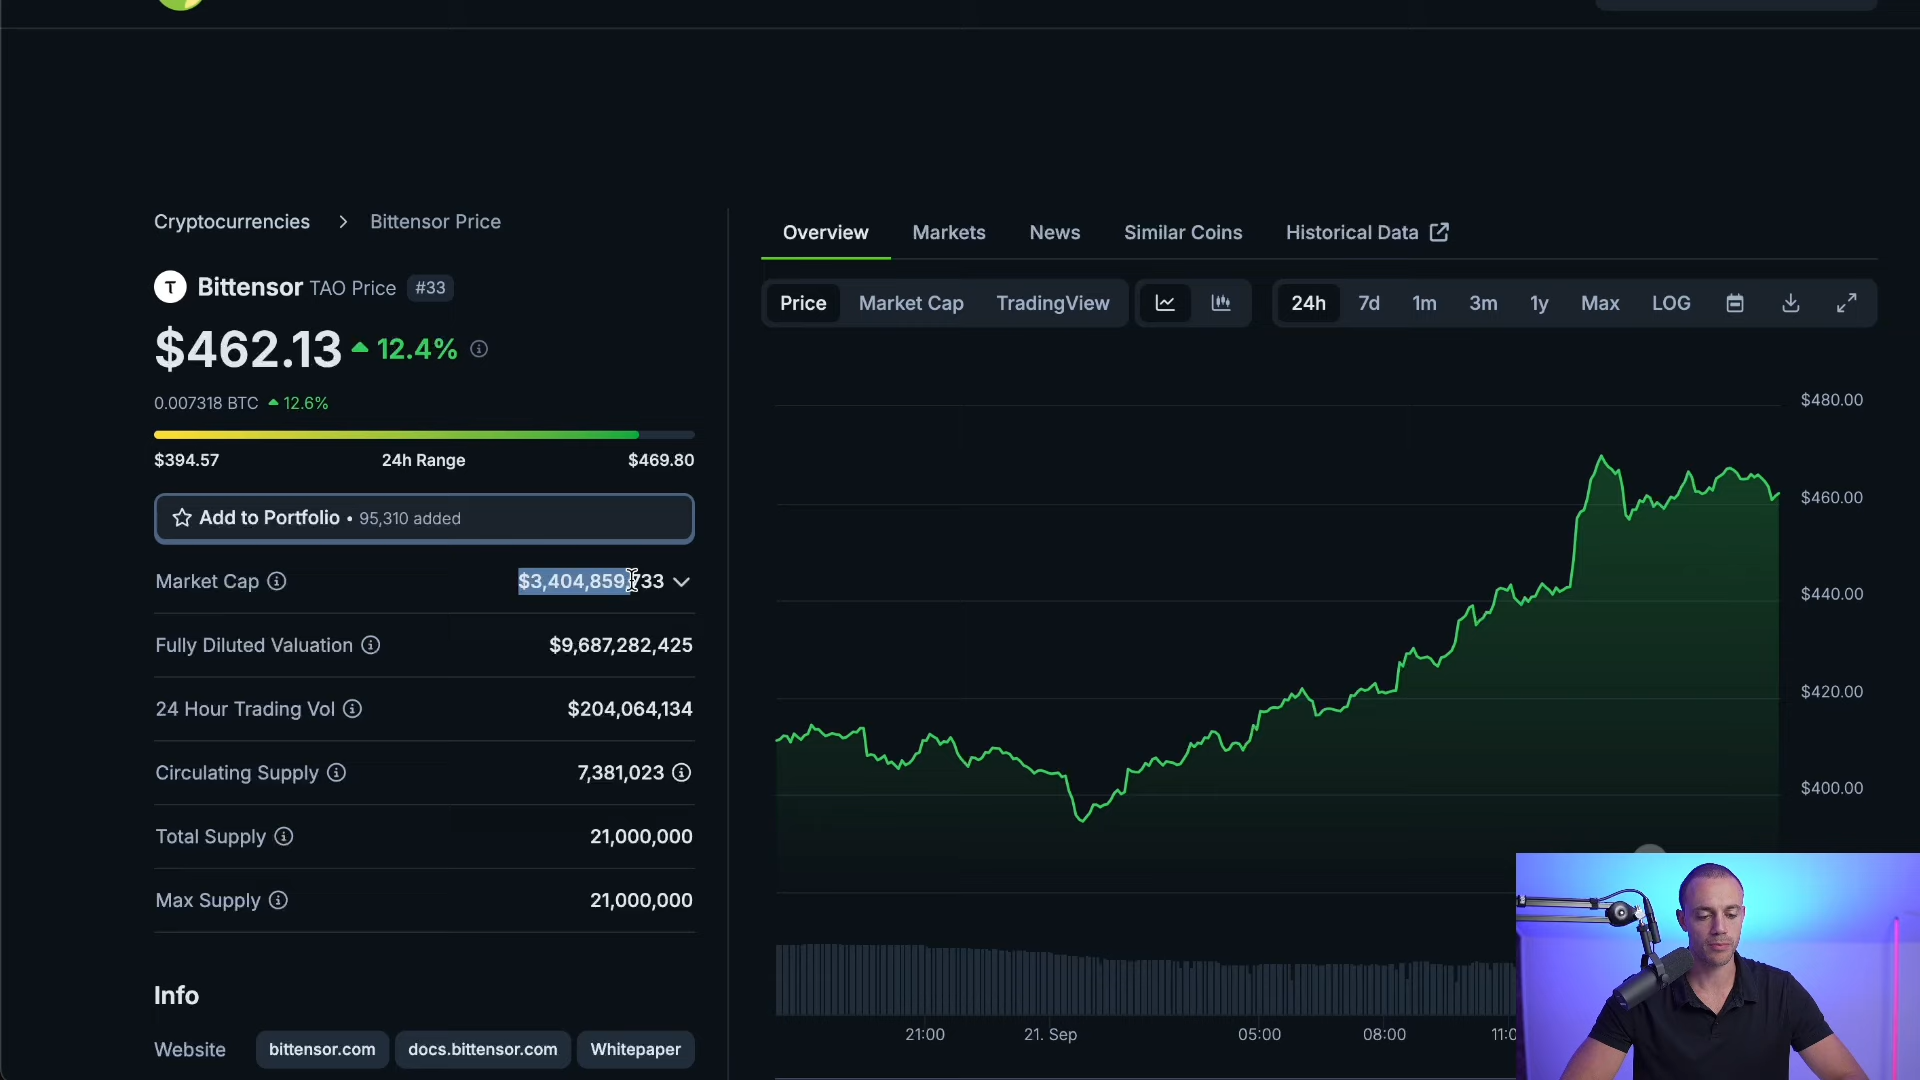 Cryptocurrencies > Bittensor Price
T Bittensor TAO Price #33
$462.13 12.4%
0.007318 BTC 12.6%
$394.57 24h Range $469.80
Add to Portfolio • 95,310 added
Market Cap $3,404,859,733
Fully Diluted Valuation $9,687,282,425
24 Hour Trading Vol $204,064,134
Circulating Supply 7,381,023
Total Supply 21,000,000
Max Supply 21,000,000
Info
Website bittensor.com docs.bittensor.com Whitepaper
Overview Markets News Similar Coins Historical Data
Price Market Cap TradingView 24h 7d 1m 3m 1y Max LOG
$480.00
$460.00
$440.00
$420.00
$400.00
21:00 21. Sep 05:00 08:00